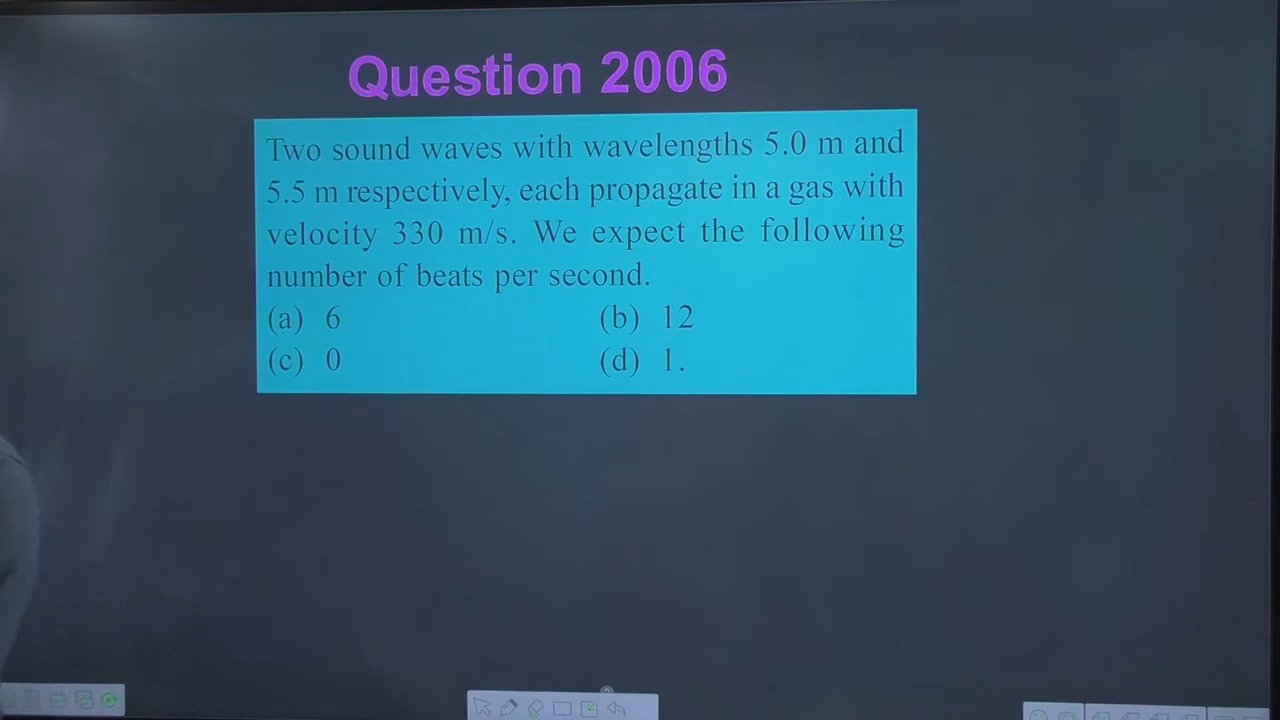 Question 2006
Two sound waves with wavelengths 5.0 m and
5.5 m respectively, each propagate in a gas with
velocity 330 m/s. We expect the following
number of beats per second.
(a) 6 (b) 12
(c) 0 (d) 1.